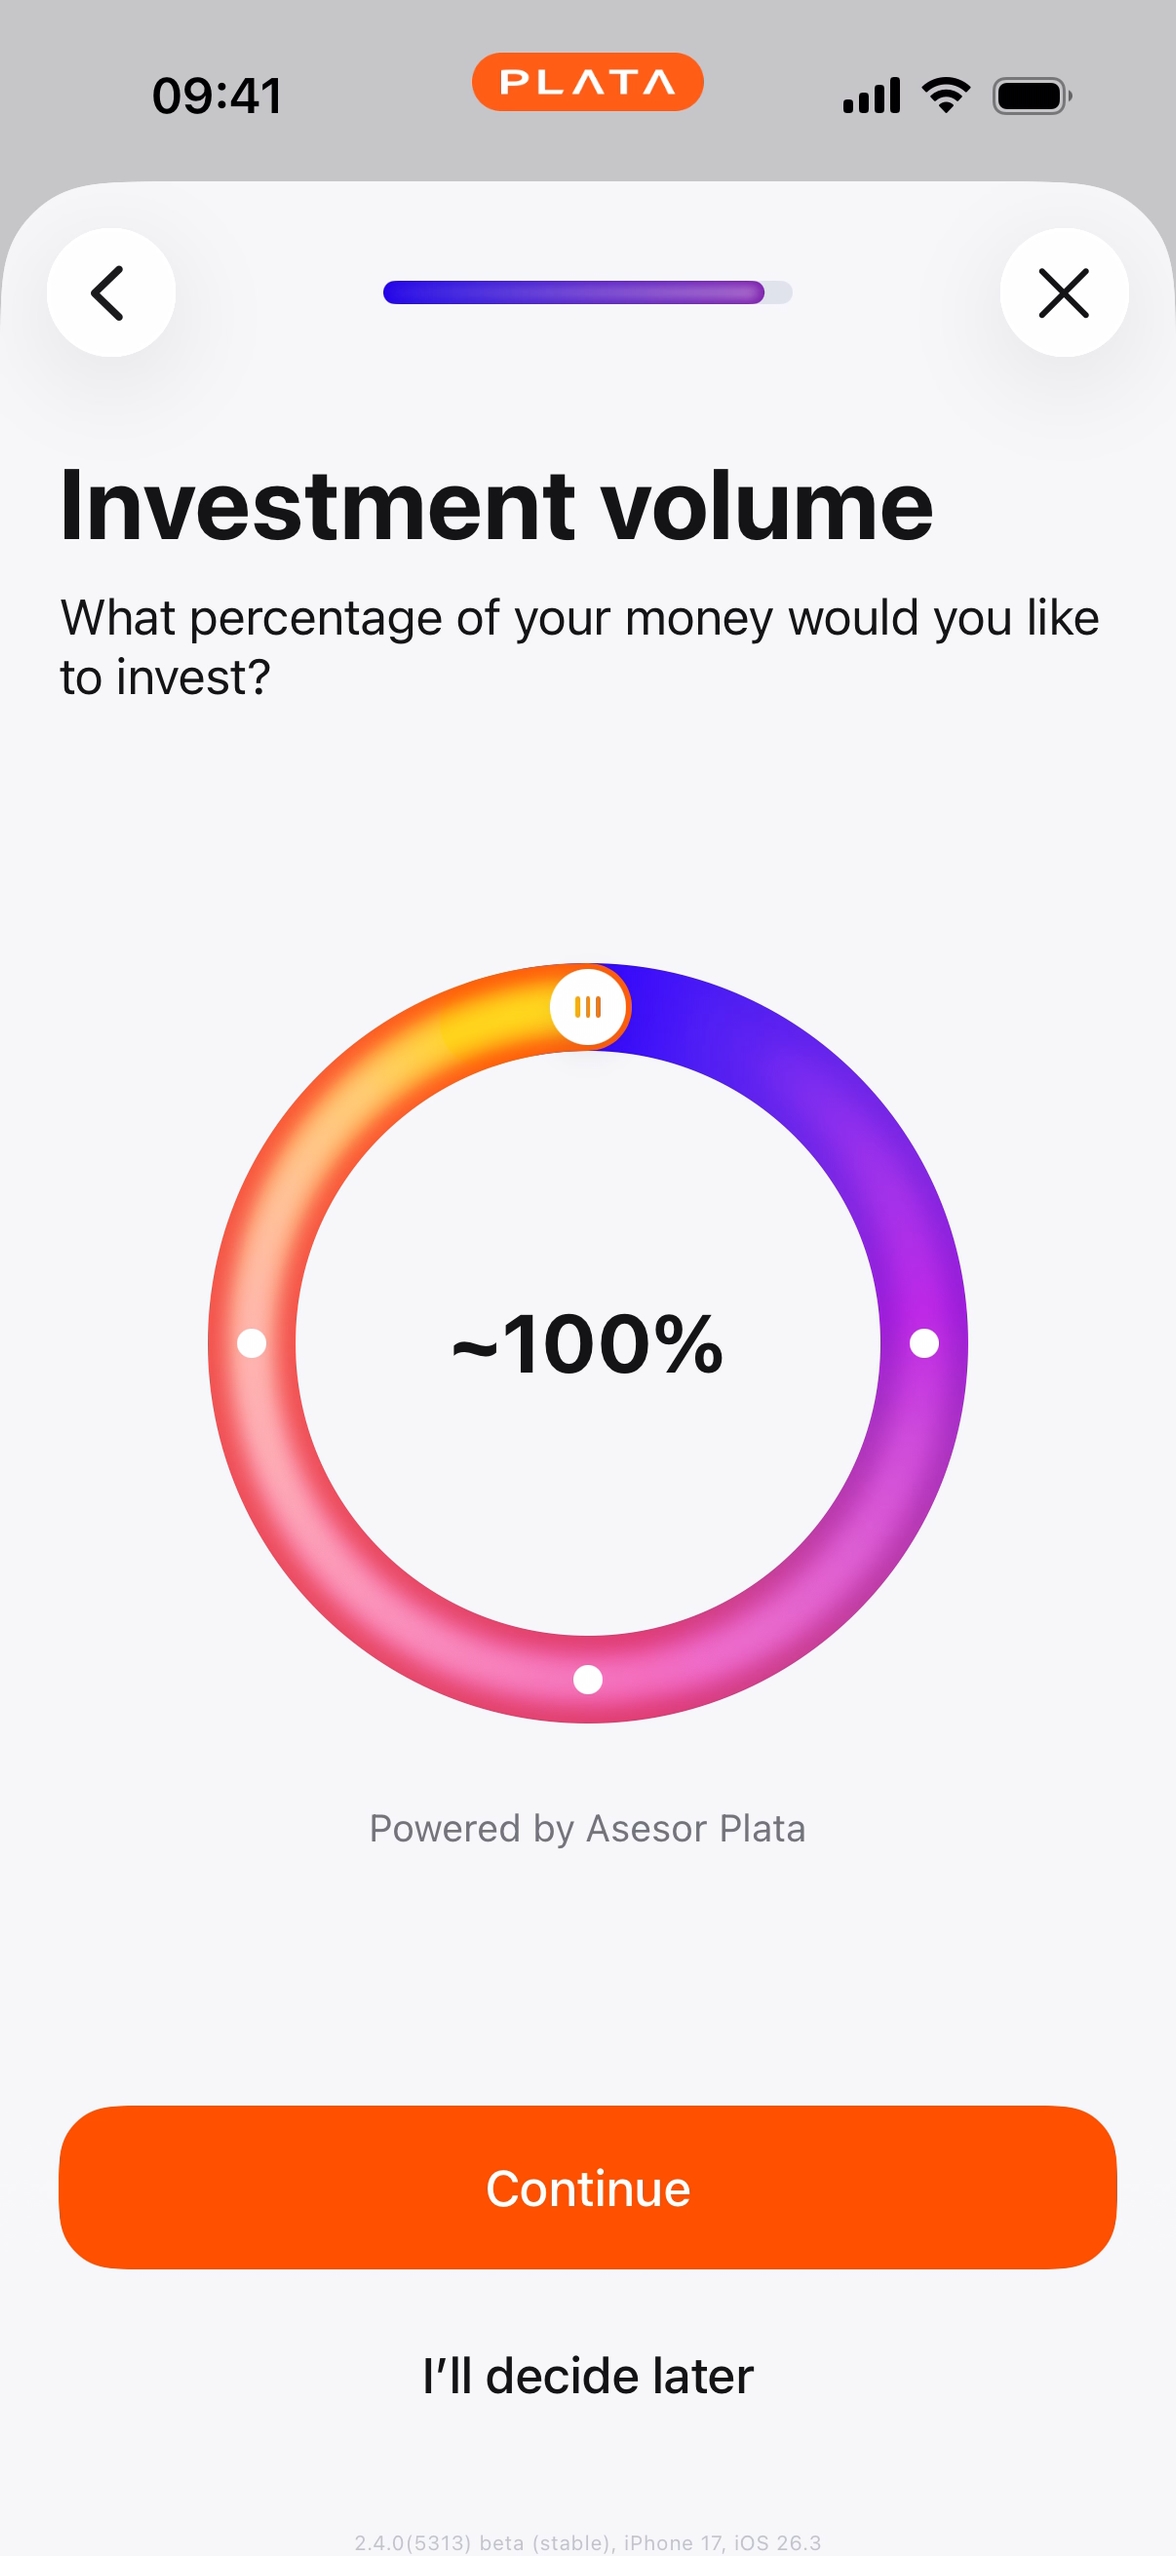 09:41
PLATA
Investment volume
What percentage of your money would you like
to invest?
~100%
Powered by Asesor Plata
Continue
I’ll decide later
2.4.0(5313) beta (stable), iPhone 17, iOS 26.3